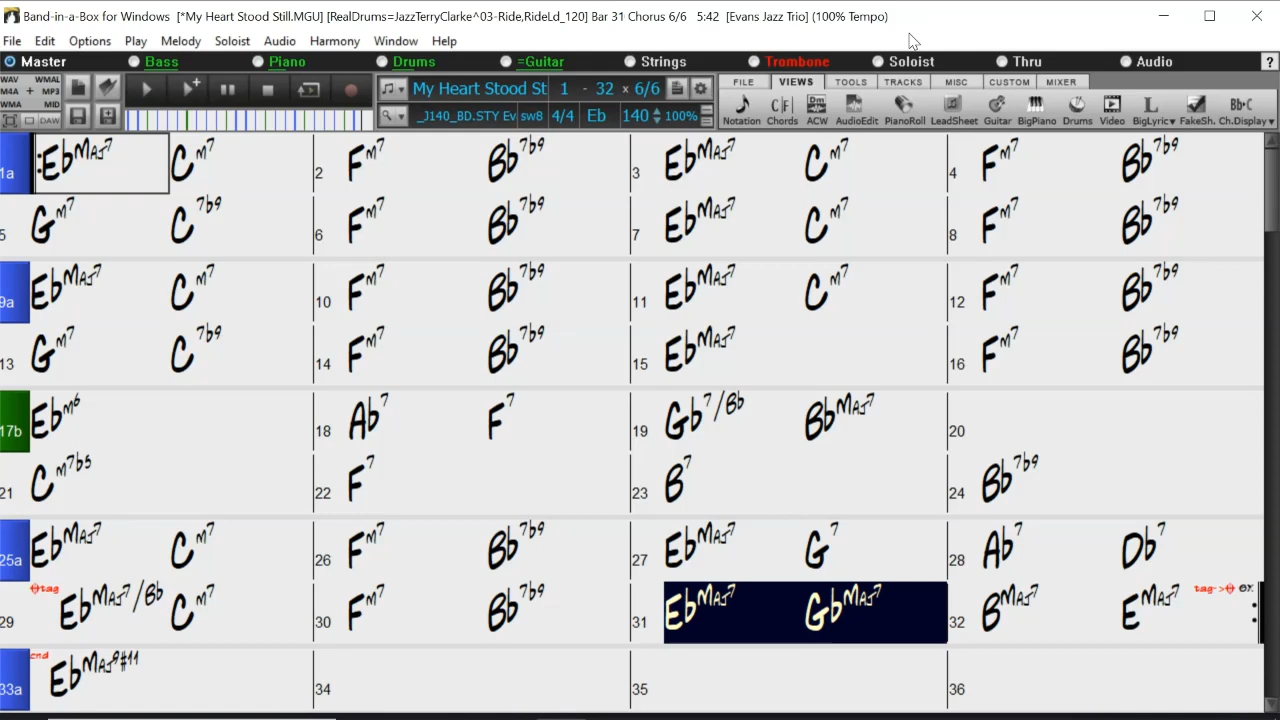 Band-in-a-Box for Windows [*My Heart Stood Still.MGU] [RealDrums=JazzTerryClarke^03-Ride,RideLd_120] Bar 31 Chorus 6/6 5:42 [Evans Jazz Trio] (100% Tempo)
File Edit Options Play Melody Soloist Audio Harmony Window Help
Master Bass Piano Drums =Guitar Strings Trombone Soloist Thru Audio ?
WAV WMAL
M4A + MP3
WMA MID
DAW
My Heart Stood St 1 - 32 x 6/6
_J140_BD.STY Ev sw8 4/4 Eb 140 100%
FILE VIEWS TOOLS TRACKS MISC CUSTOM MIXER
Notation Chords ACW AudioEdit PianoRoll LeadSheet Guitar BigPiano Drums Video BigLyric FakeSh. Ch.Display
1a :EbMAJ7 Cm7 2 Fm7 Bb7b9 3 EbMAJ7 Cm7 4 Fm7 Bb7b9
5 Gm7 C7b9 6 Fm7 Bb7b9 7 EbMAJ7 Cm7 8 Fm7 Bb7b9
9a EbMAJ7 Cm7 10 Fm7 Bb7b9 11 EbMAJ7 Cm7 12 Fm7 Bb7b9
13 Gm7 C7b9 14 Fm7 Bb7b9 15 EbMAJ7 16 Fm7 Bb7b9
17b Ebm6 18 Ab7 F7 19 Gb7/Bb BbMAJ7 20
21 Cm7b5 22 F7 23 B7 24 Bb7b9
25a EbMAJ7 Cm7 26 Fm7 Bb7b9 27 EbMAJ7 G7 28 Ab7 Db7
tag tag->
29 EbMAJ7/Bb Cm7 30 Fm7 Bb7b9 31 EbMAJ7 GbMAJ7 32 BMAJ7 EMAJ7 :
end
33a EbMAJ9#11 34 35 36